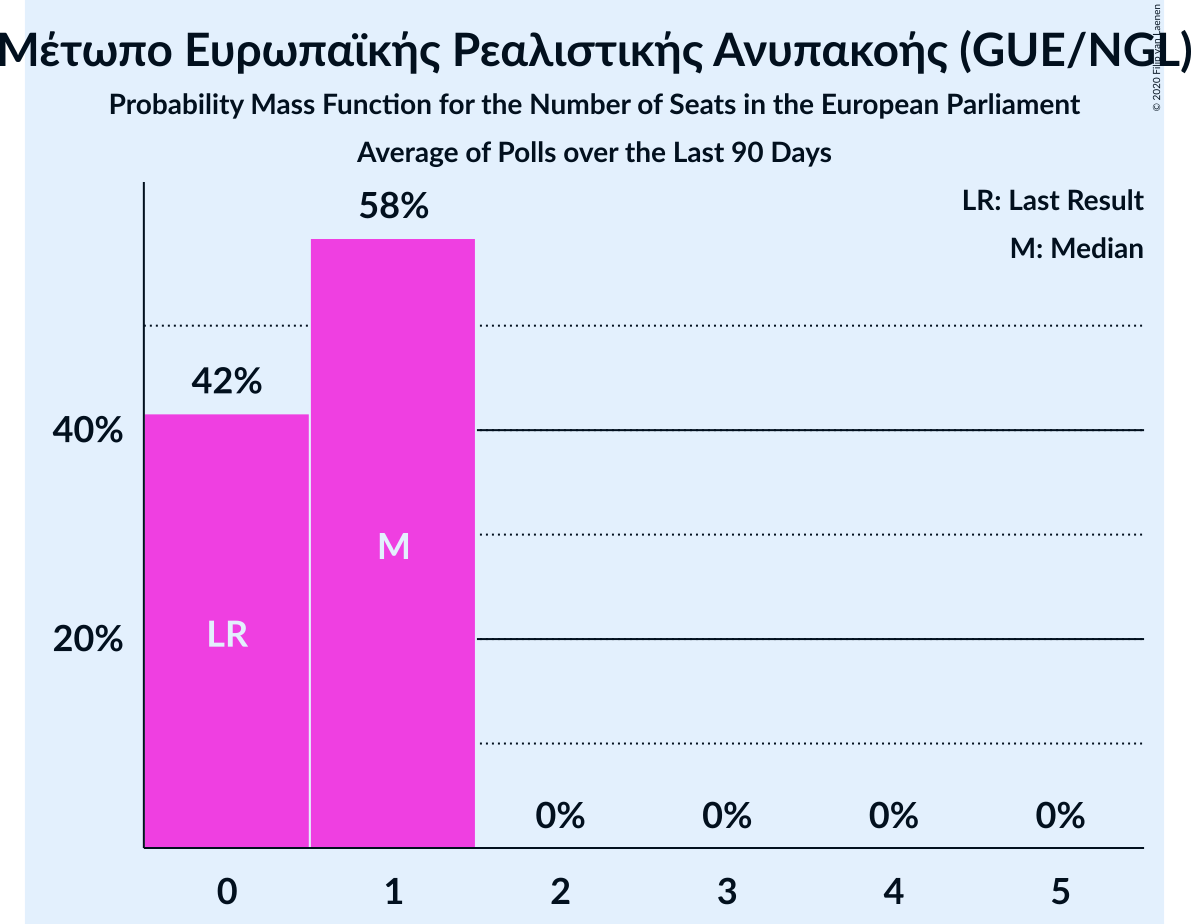 Μέτωπο Ευρωπαϊκής Ρεαλιστικής Ανυπακοής (GUE/NGL)
© 2020 Filip van Laenen
Probability Mass Function for the Number of Seats in the European Parliament
Average of Polls over the Last 90 Days
LR: Last Result
M: Median
58%
42%
40%
M
LR
20%
0% 0% 0% 0%
0 1 2 3 4 5